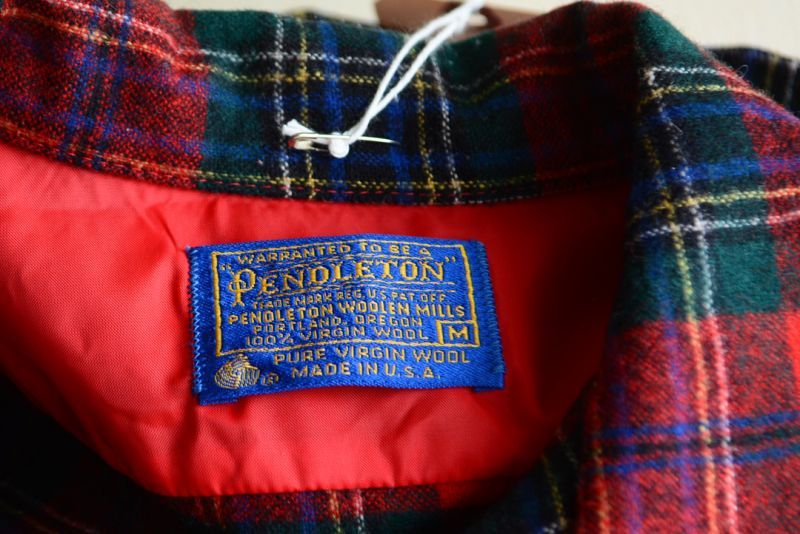 "WARRANTED TO BE A
PENDLETON"
TRADE MARK REG. U.S. PAT. OFF.
PENDLETON WOOLEN MILLS
PORTLAND, OREGON
100% VIRGIN WOOL M
PURE VIRGIN WOOL
® MADE IN U.S.A.